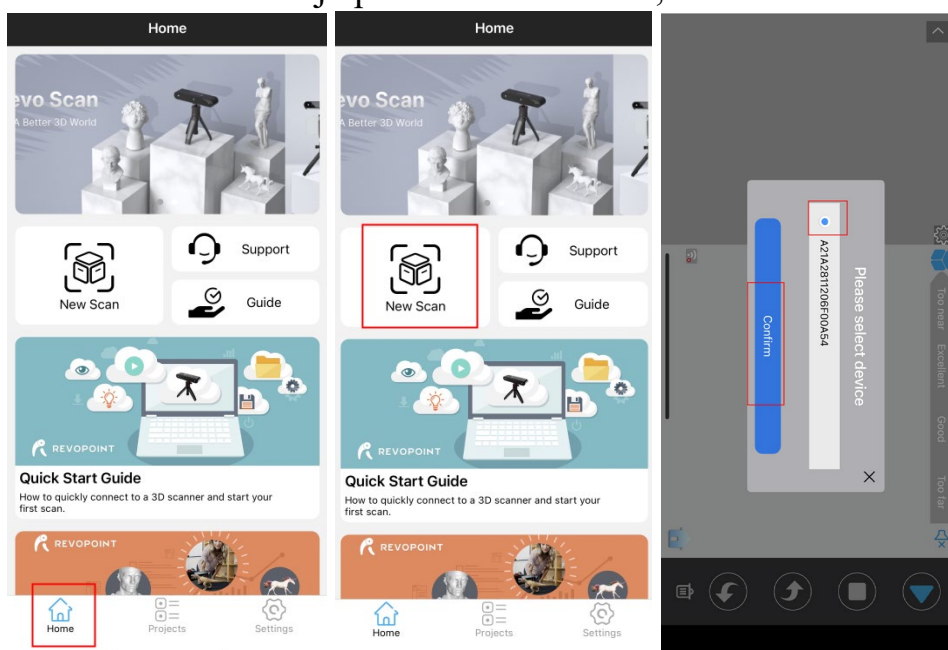 Home
evo Scan
A Better 3D World
New Scan
Support
Guide
REVOPOINT
Quick Start Guide
How to quickly connect to a 3D scanner and start your
first scan.
REVOPOINT
Home
Projects
Settings
Home
evo Scan
A Better 3D World
New Scan
Support
Guide
REVOPOINT
Quick Start Guide
How to quickly connect to a 3D scanner and start your
first scan.
REVOPOINT
Home
Projects
Settings
Please select device
A21A2811206F00A54
Confirm
Too near
Excellent
Good
Too far